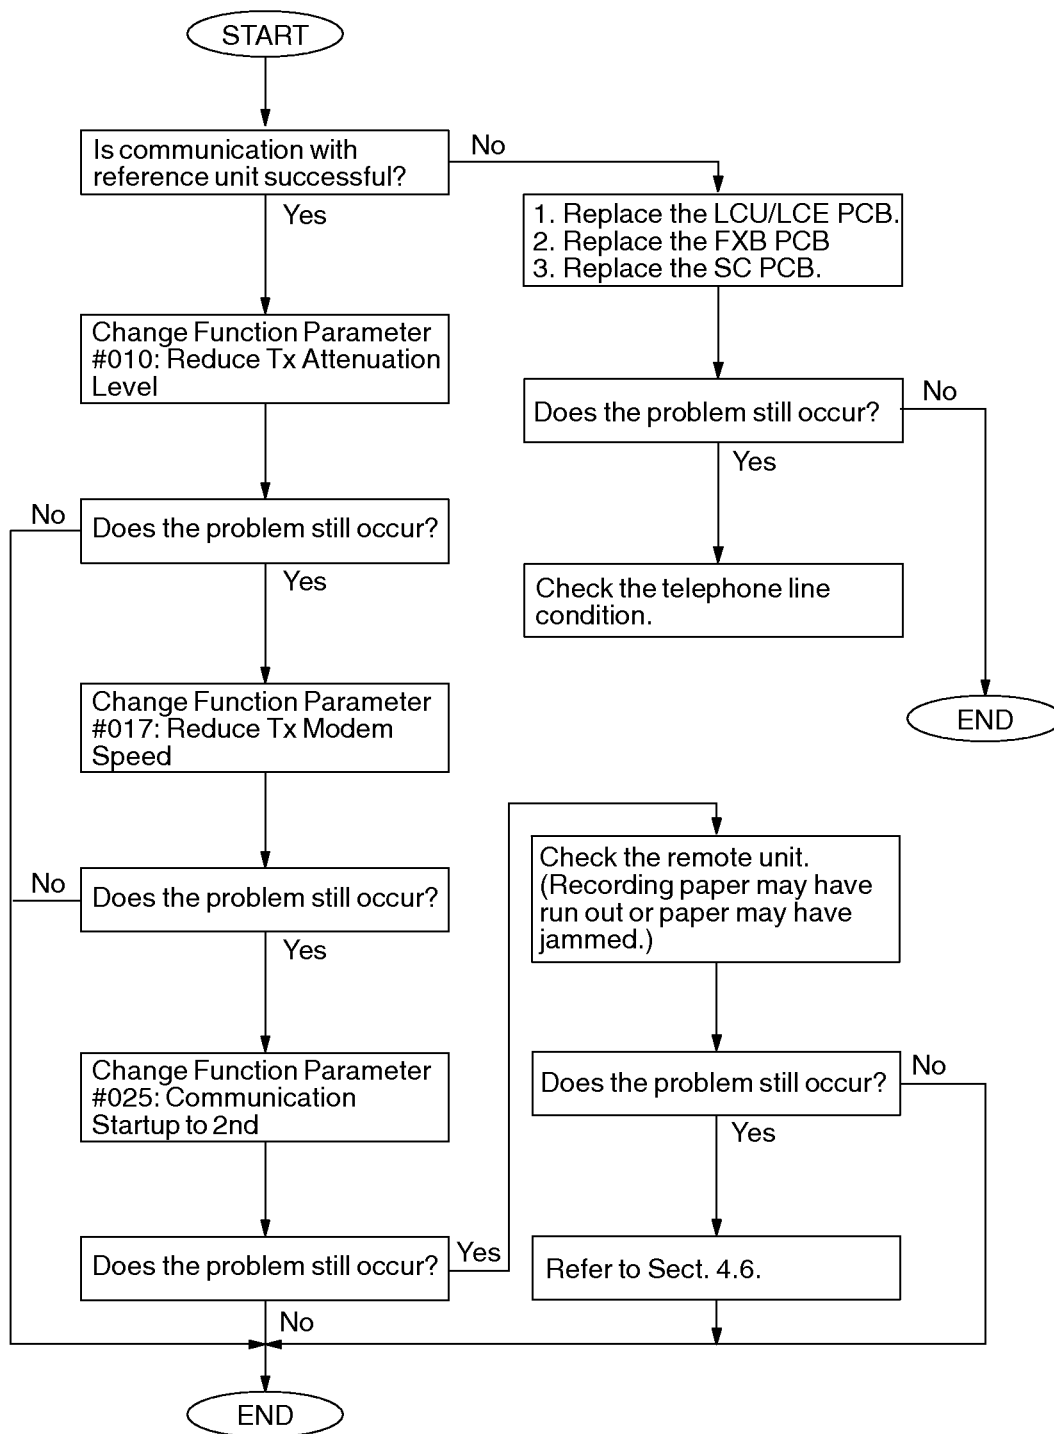 START
Is communication with
reference unit successful?
No
Yes
1. Replace the LCU/LCE PCB.
2. Replace the FXB PCB
3. Replace the SC PCB.
Change Function Parameter
#010: Reduce Tx Attenuation
Level
Does the problem still occur?
No
Yes
No
Does the problem still occur?
Yes
Check the telephone line
condition.
Change Function Parameter
#017: Reduce Tx Modem
Speed
END
No
Does the problem still occur?
Yes
Check the remote unit.
(Recording paper may have
run out or paper may have
jammed.)
Change Function Parameter
#025: Communication
Startup to 2nd
Does the problem still occur?
No
Yes
Does the problem still occur?
Yes
Refer to Sect. 4.6.
No
END